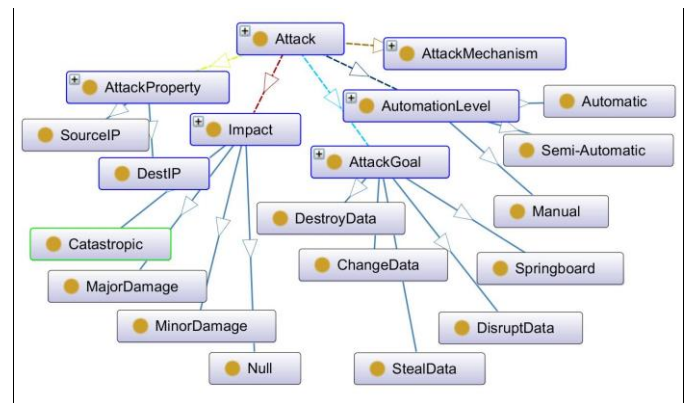 Attack
AttackMechanism
AttackProperty
AutomationLevel
Automatic
SourceIP
Impact
Semi-Automatic
AttackGoal
DestIP
DestroyData
Manual
Catastropic
ChangeData
Springboard
MajorDamage
MinorDamage
DisruptData
Null
StealData